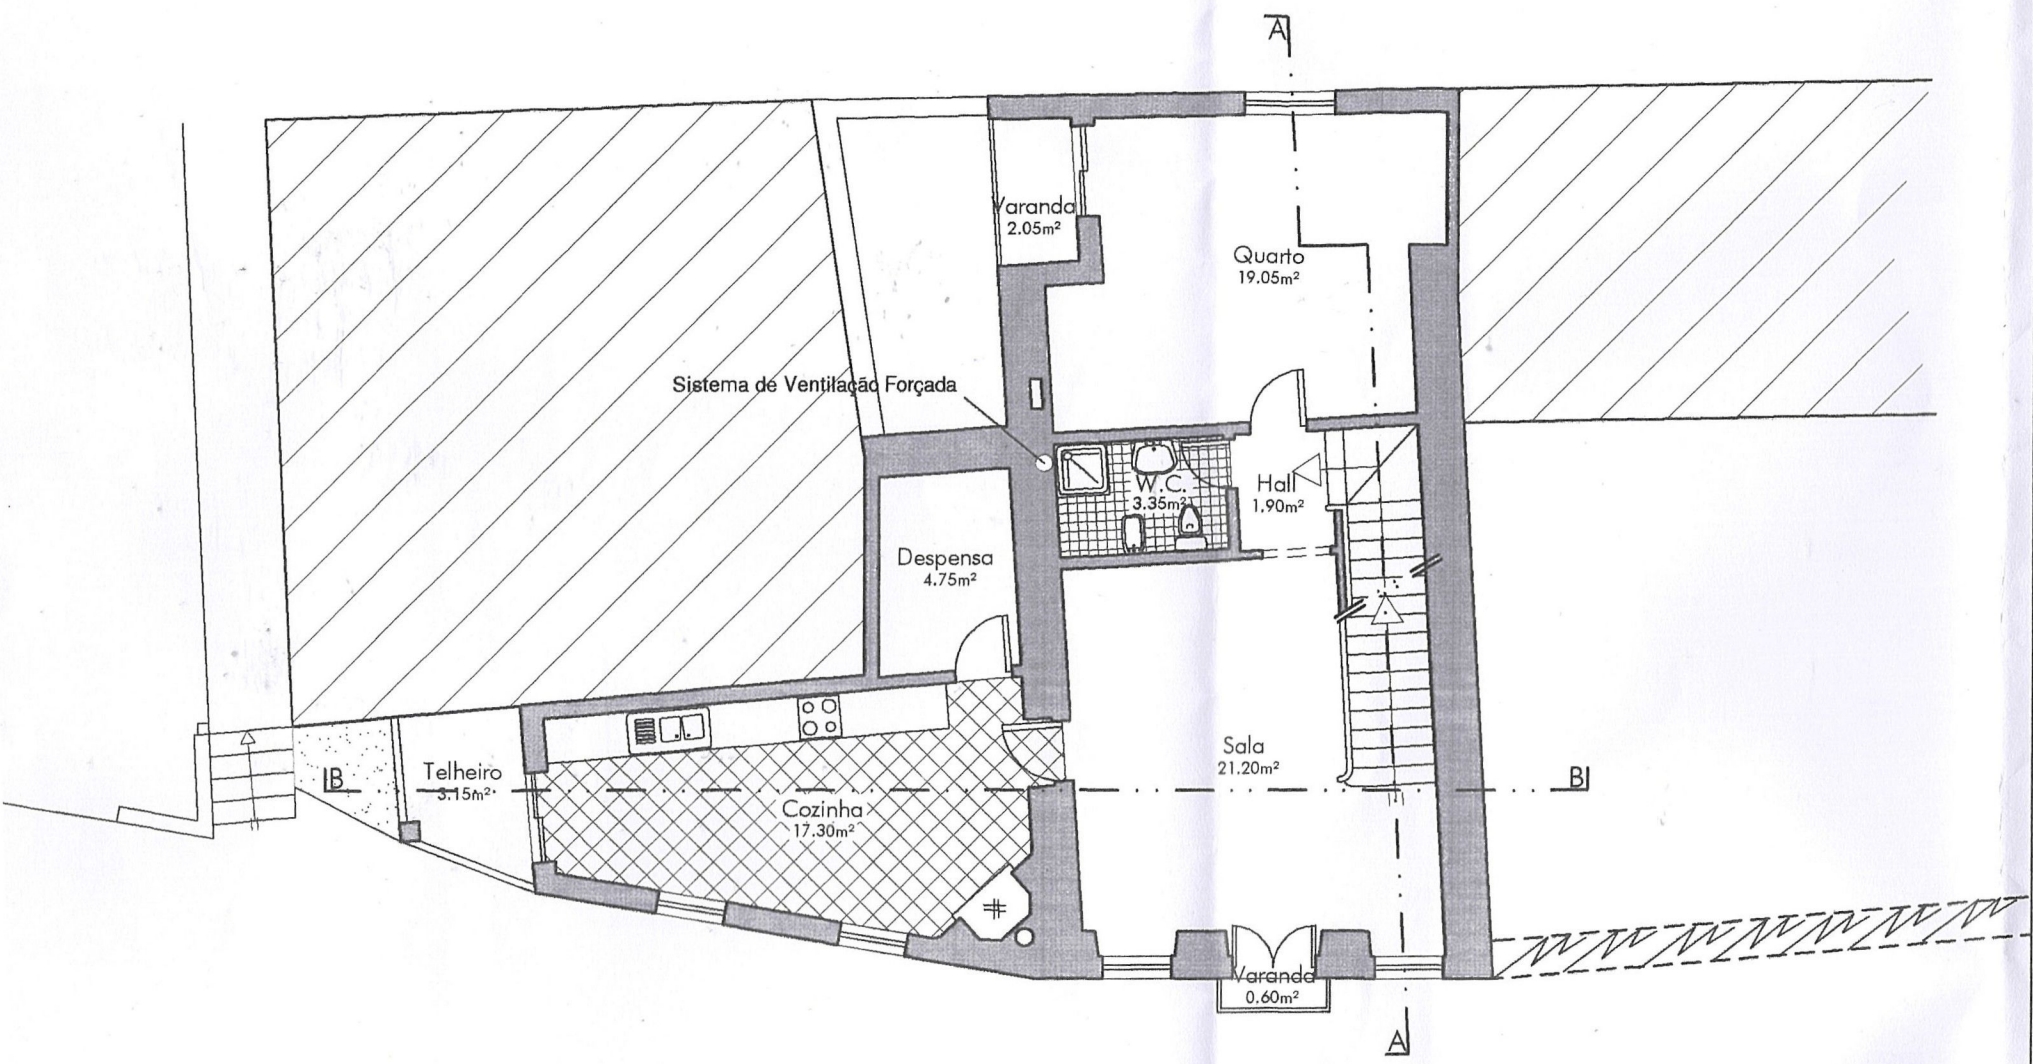 A
Varanda
2.05m²
Quarto
19.05m²
Sistema de Ventilação Forçada
W.C.
3.35m²
Hall
1.90m²
Despensa
4.75m²
Sala
21.20m²
B
Telheiro
3.15m²
B
Cozinha
17.30m²
Varanda
0.60m²
A